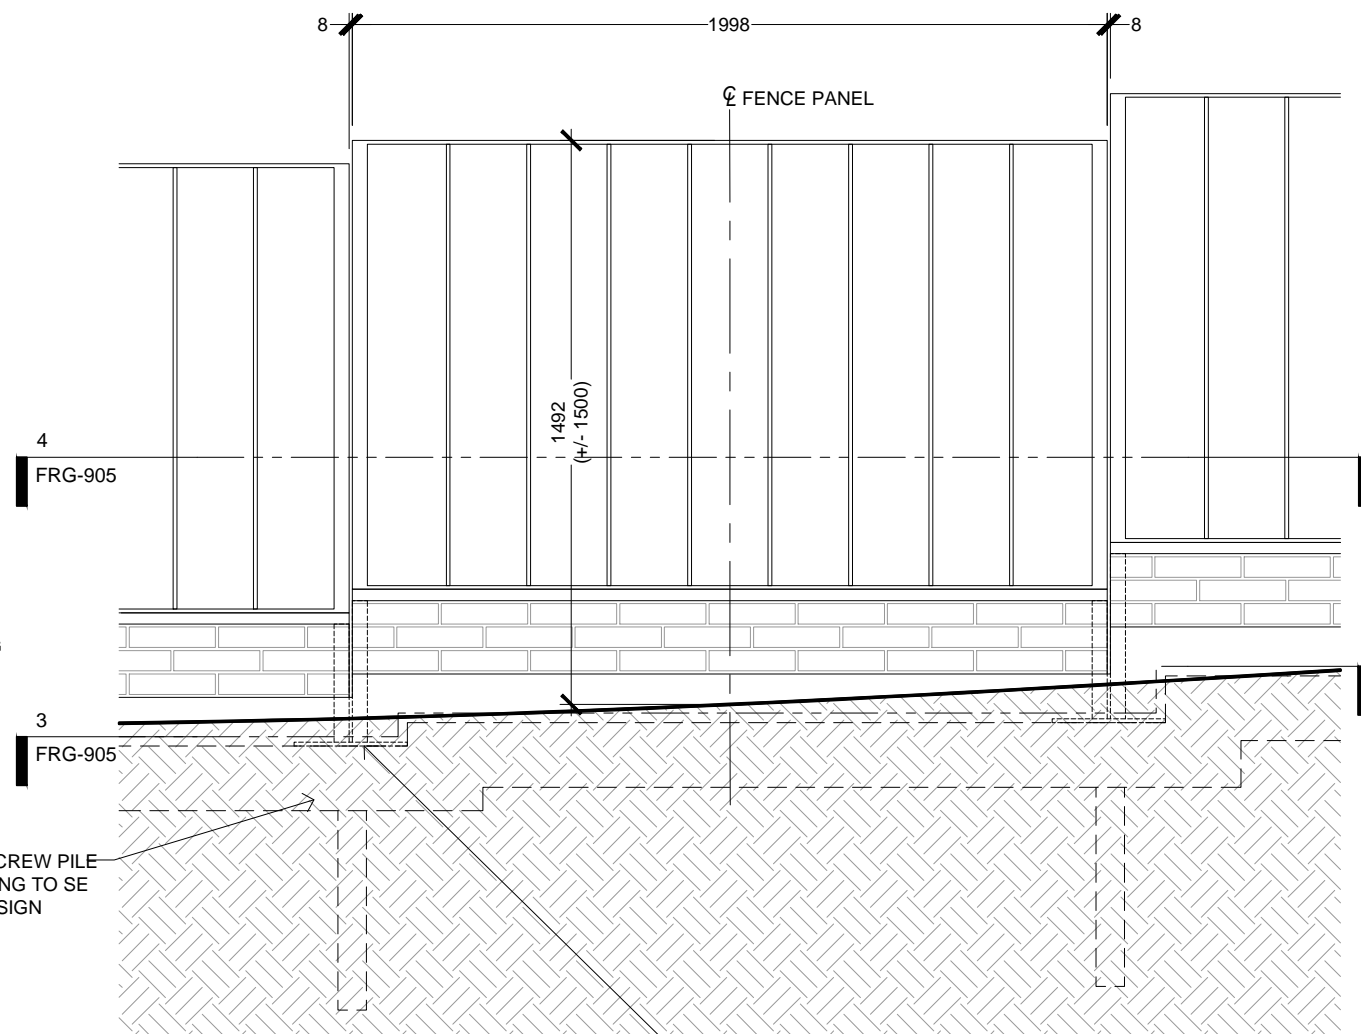 8
1998
8
℄ FENCE PANEL
1492
(+/- 1500)
4
FRG-905
3
FRG-905
CREW PILE
NG TO SE
SIGN